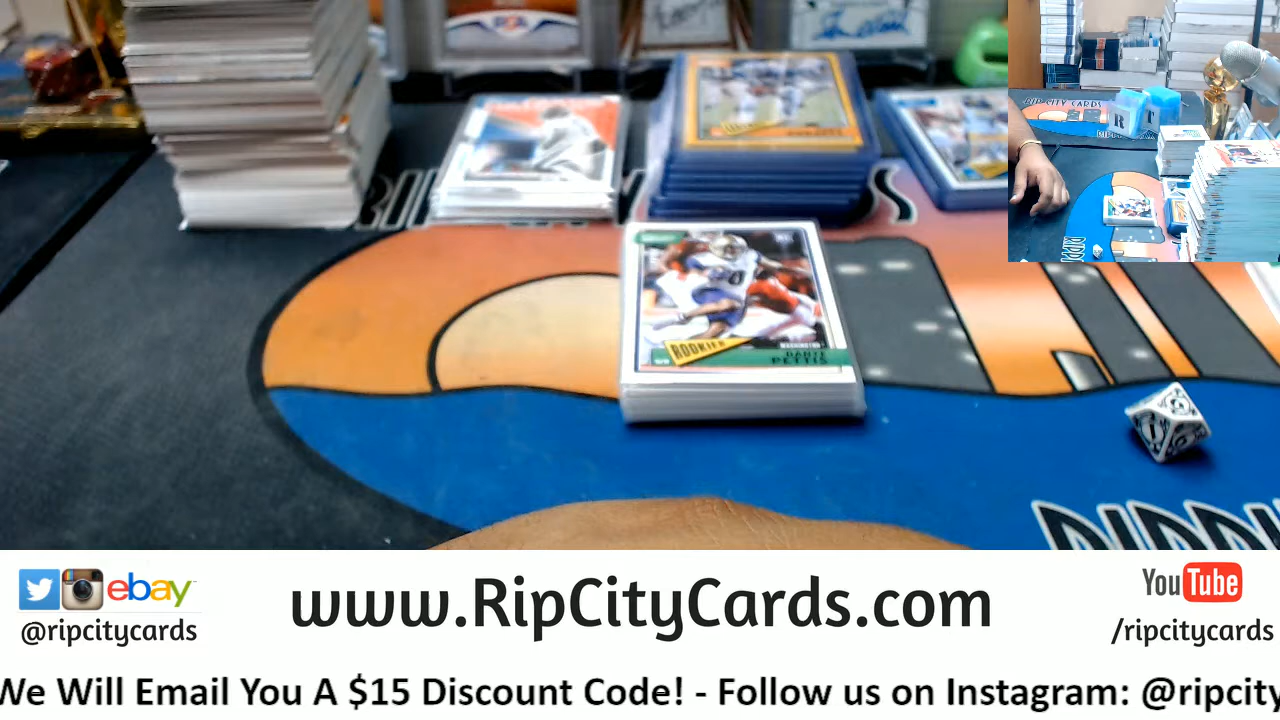 RIP CITY CARDS
R T
ROOKIE
WASHINGTON
DANTE
PETTIS
ebay
@ripcitycards
www.RipCityCards.com
YouTube
/ripcitycards
We Will Email You A $15 Discount Code! - Follow us on Instagram: @ripcity